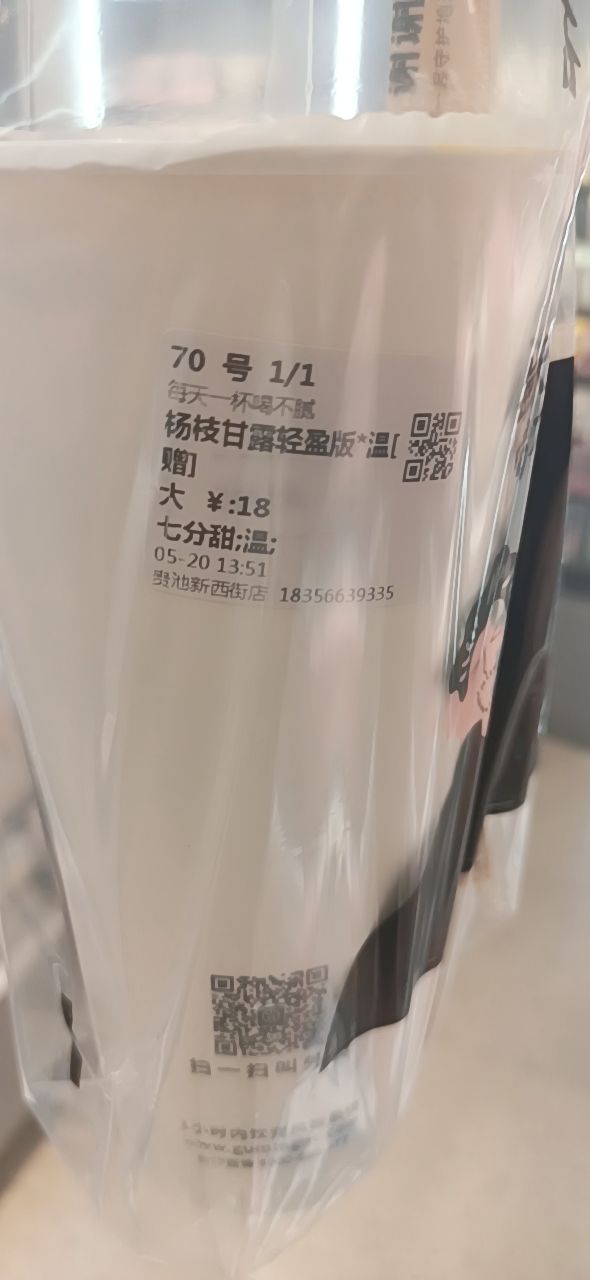 70 号 1/1
每天一杯喝不腻
杨枝甘露轻盈版*温[
赠]
大 ￥:18
七分甜;温;
05-20 13:51
贵池新西街店 18356639335
扫一扫叫外